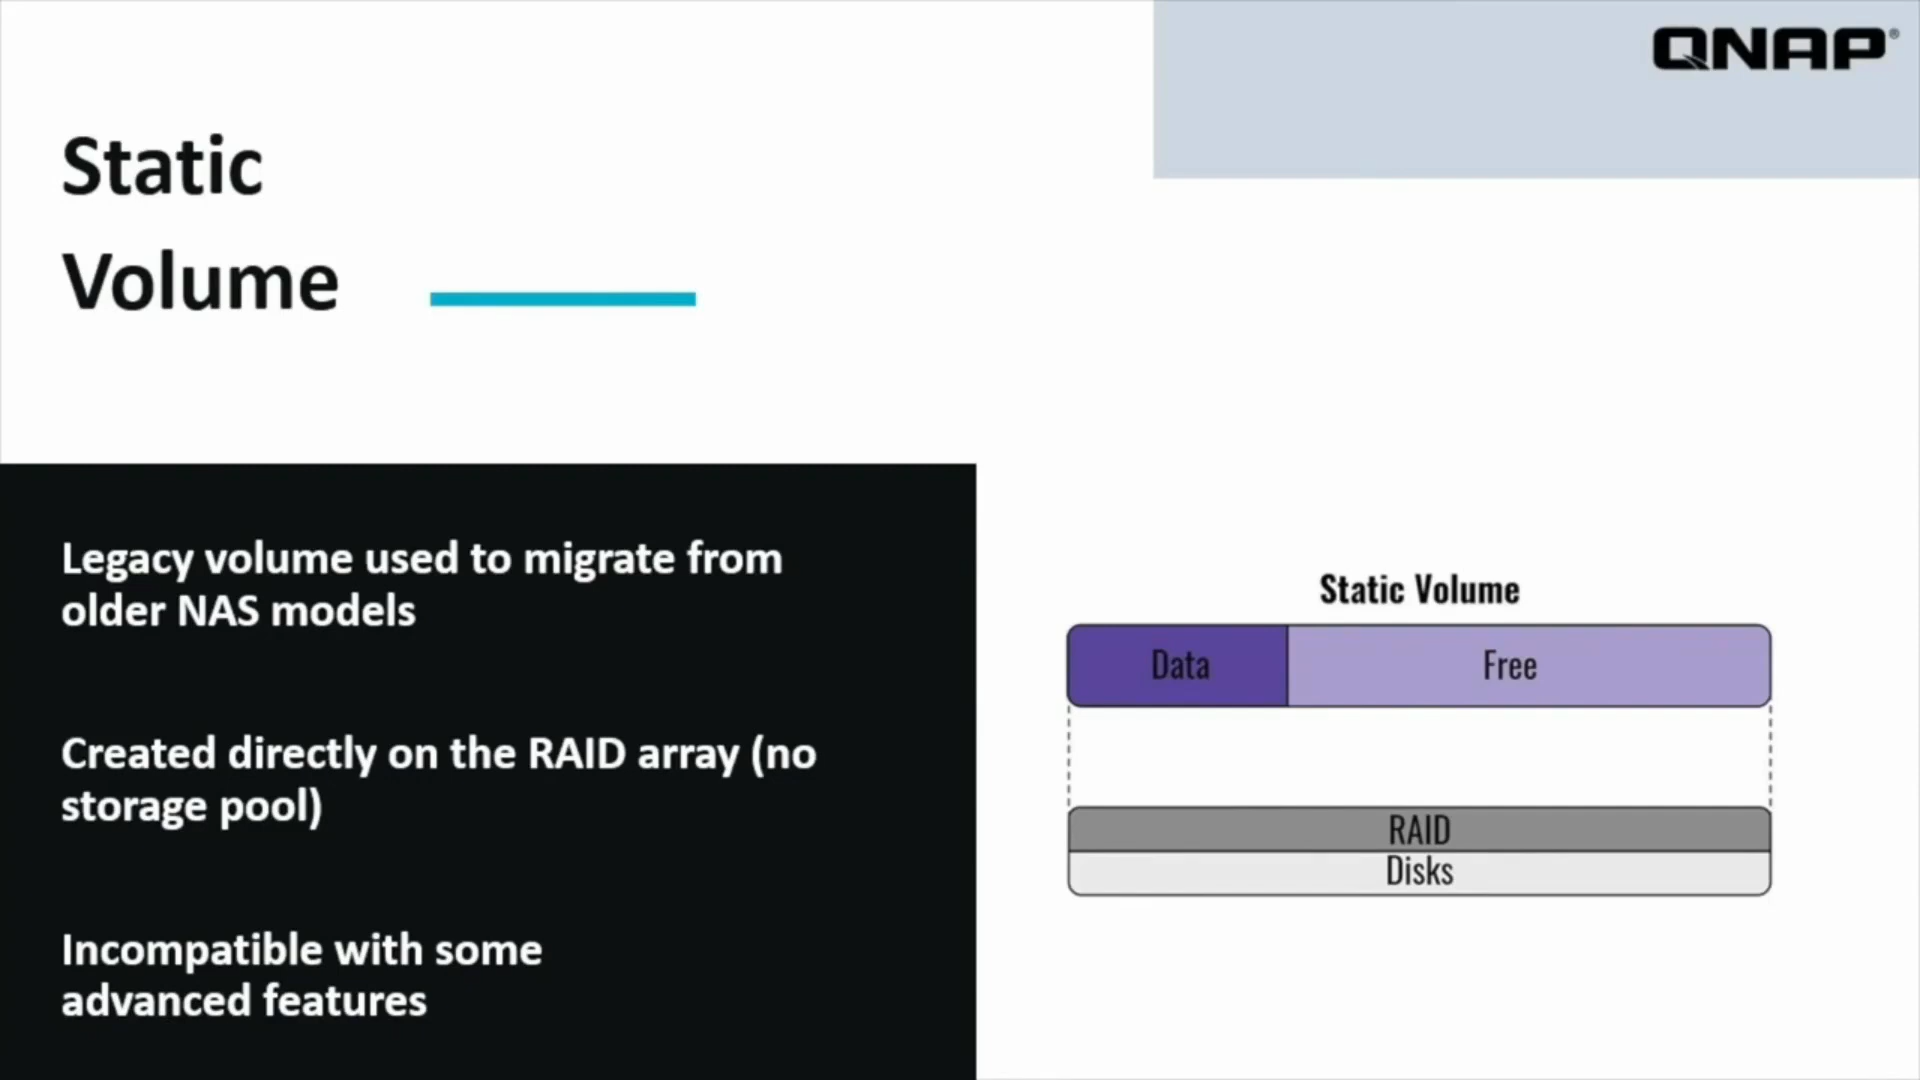 QNAP®
Static
Volume
Legacy volume used to migrate from
older NAS models
Created directly on the RAID array (no
storage pool)
Incompatible with some
advanced features
Static Volume
Data
Free
RAID
Disks